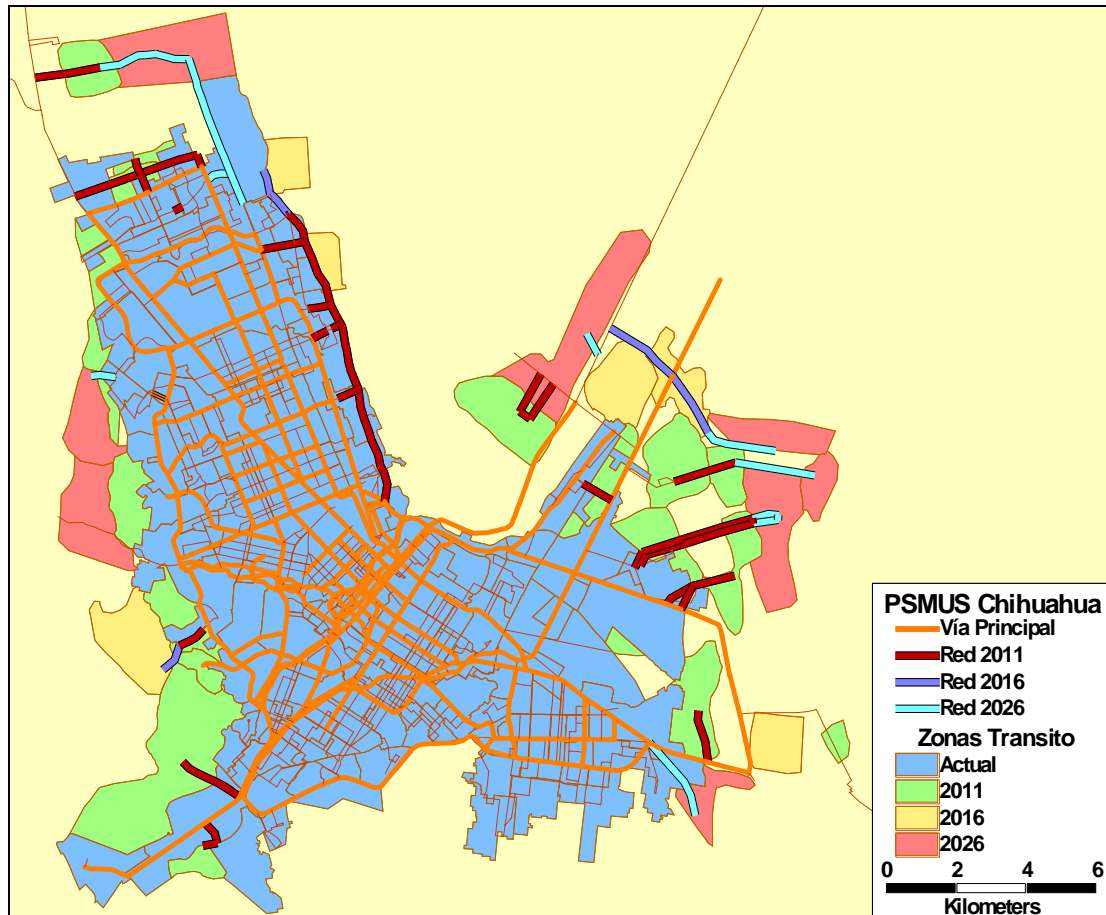 PSMUS Chihuahua
Vía Principal
Red 2011
Red 2016
Red 2026
Zonas Transito
Actual
2011
2016
2026
0 2 4 6
Kilometers